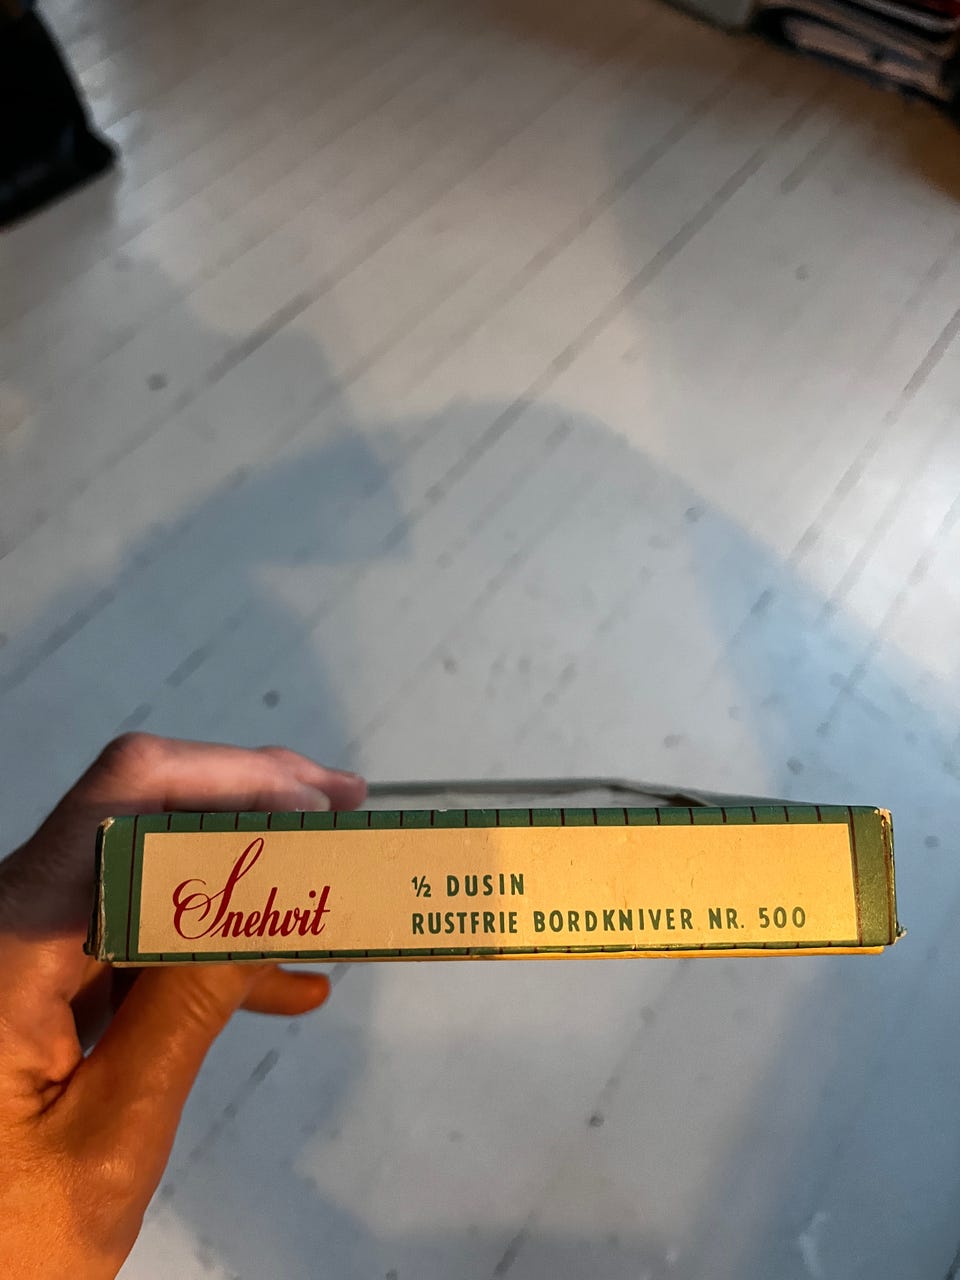 Snehvit
½ DUSIN
RUSTFRIE BORDKNIVER NR. 500